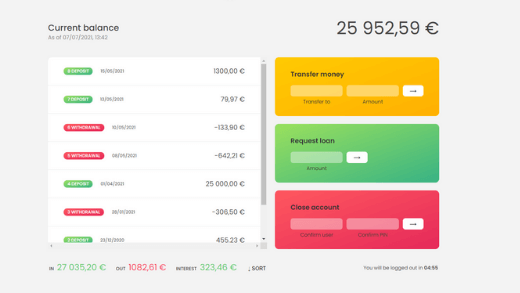 Current balance
As of 07/07/2021, 13:42
25 952,59 €
8 DEPOSIT 10/05/2021 1300,00 €
7 DEPOSIT 11/05/2021 79,97 €
6 WITHDRAWAL 10/05/2021 -133,90 €
5 WITHDRAWAL 08/05/2021 -642,21 €
4 DEPOSIT 01/04/2021 25 000,00 €
3 WITHDRAWAL 28/01/2021 -306,50 €
2 DEPOSIT 23/12/2020 455,23 €
Transfer money
Transfer to Amount
Request loan
Amount
Close account
Confirm user Confirm PIN
IN 27 035,20 € OUT 1082,61 € INTEREST 323,46 € ↓ SORT
You will be logged out in 04:55